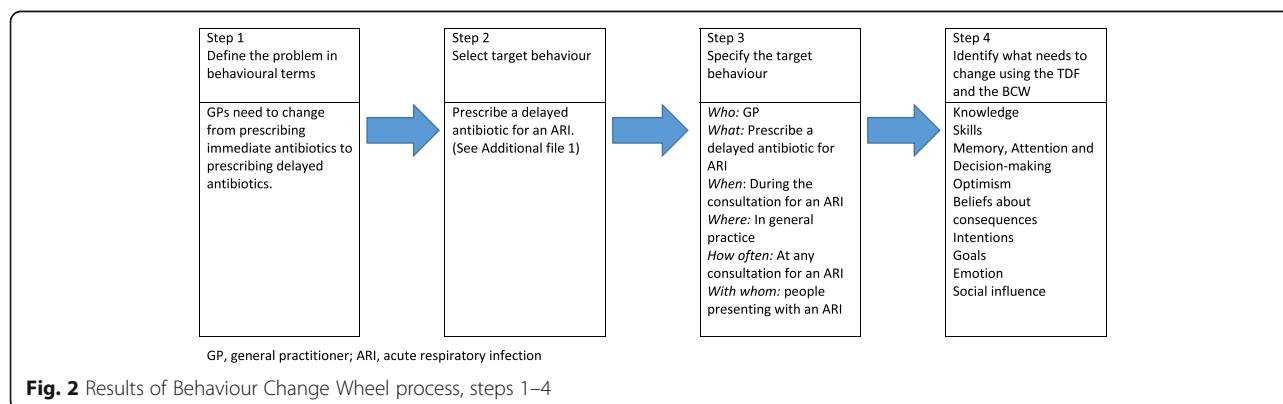 Step 1
Define the problem in
behavioural terms
GPs need to change
from prescribing
immediate antibiotics to
prescribing delayed
antibiotics.
Step 2
Select target behaviour
Prescribe a delayed
antibiotic for an ARI.
(See Additional file 1)
Step 3
Specify the target
behaviour
Who: GP
What: Prescribe a
delayed antibiotic for
ARI
When: During the
consultation for an ARI
Where: In general
practice
How often: At any
consultation for an ARI
With whom: people
presenting with an ARI
Step 4
Identify what needs to
change using the TDF
and the BCW
Knowledge
Skills
Memory, Attention and
Decision-making
Optimism
Beliefs about
consequences
Intentions
Goals
Emotion
Social influence
GP, general practitioner; ARI, acute respiratory infection
Fig. 2 Results of Behaviour Change Wheel process, steps 1–4